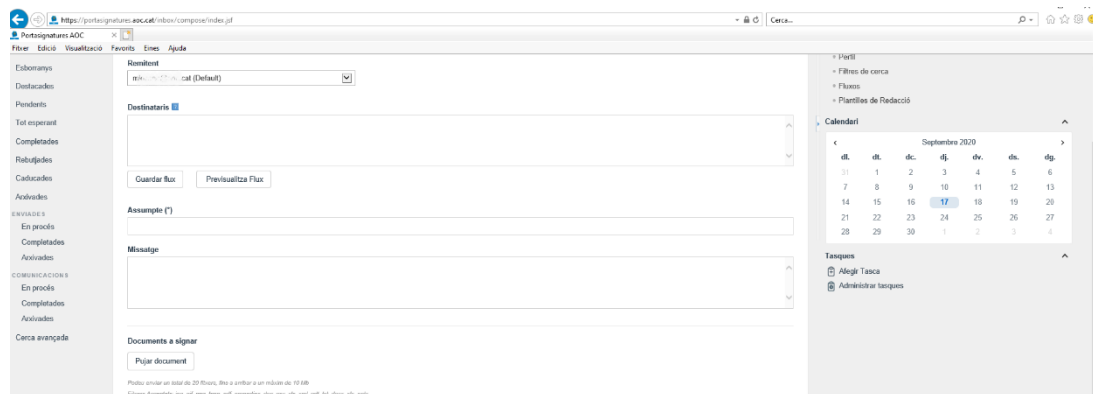 https://portasignatures.aoc.cat/inbox/compose/index.jsf
Cerca...
Portasignatures AOC
Fitxer Edició Visualització Favorits Eines Ajuda
Esborranys
Destacades
Pendents
Tot esperant
Completades
Rebutjades
Caducades
Arxivades
ENVIADES
En procés
Completades
Arxivades
COMUNICACIONS
En procés
Completades
Arxivades
Cerca avançada
Remitent
.cat (Default)
Destinataris
Guardar flux Previsualitza Flux
Assumpte (*)
Missatge
Documents a signar
Pujar document
Podeu enviar un total de 20 fitxers, fins a arribar a un màxim de 10 Mb
Perfil
Filtres de cerca
Fluxos
Plantilles de Redacció
Calendari
Septembre 2020
dl. dt. dc. dj. dv. ds. dg.
31 1 2 3 4 5 6
7 8 9 10 11 12 13
14 15 16 17 18 19 20
21 22 23 24 25 26 27
28 29 30 1 2 3 4
Tasques
Afegir Tasca
Administrar tasques